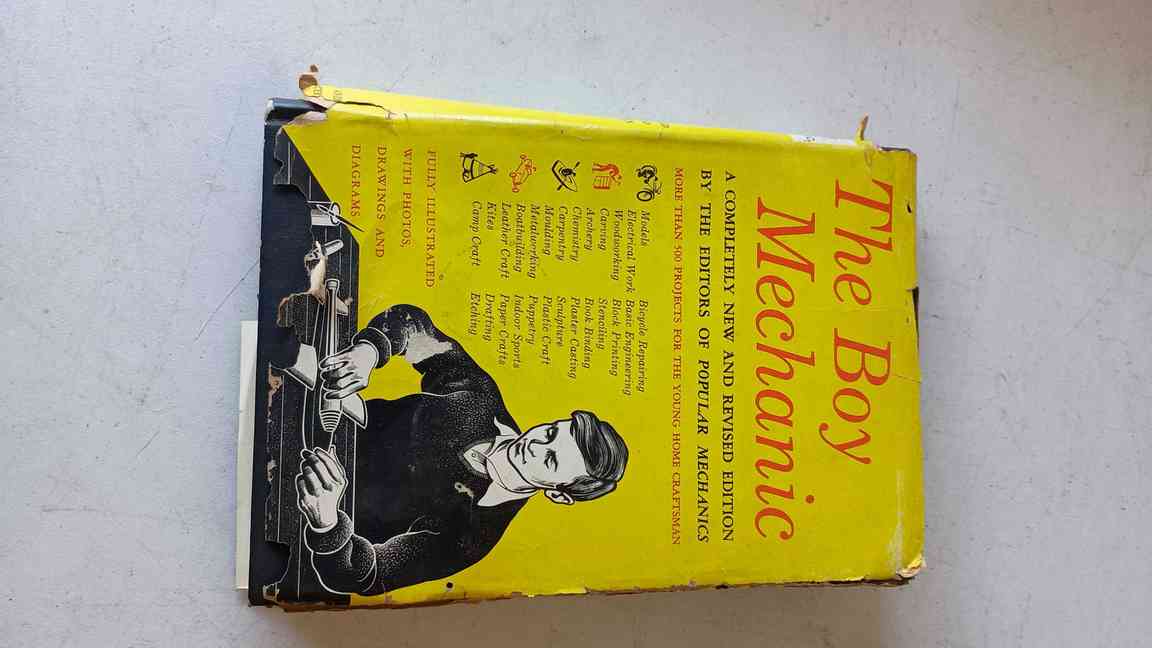 The Boy
Mechanic
A COMPLETELY NEW AND REVISED EDITION
BY THE EDITORS OF POPULAR MECHANICS
MORE THAN 500 PROJECTS FOR THE YOUNG HOME CRAFTSMAN
Models
Electrical Work
Woodworking
Carving
Archery
Chemistry
Carpentry
Moulding
Metalworking
Boatbuilding
Leather Craft
Kites
Camp Craft
Bicycle Repairing
Basic Engineering
Block Printing
Stenciling
Book Binding
Plaster Casting
Sculpture
Plastic Craft
Puppetry
Indoor Sports
Paper Crafts
Drafting
Etching
FULLY ILLUSTRATED
WITH PHOTOS,
DRAWINGS AND
DIAGRAMS